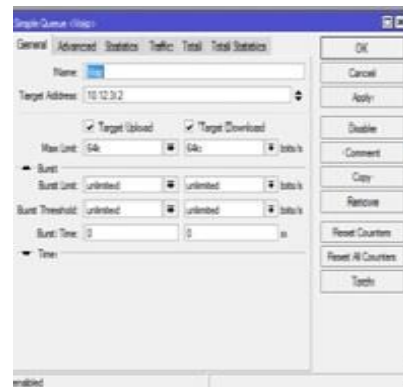 Simple Queue <Voip>
General Advanced Statistics Traffic Total Total Statistics
Name: Voip
Target Address: 10.12.3.2
Target Upload Target Download
Max Limit: 64k 64k bits/s
Burst
Burst Limit: unlimited unlimited bits/s
Burst Threshold: unlimited unlimited bits/s
Burst Time: 0 0 s
Time
OK
Cancel
Apply
Disable
Comment
Copy
Remove
Reset Counters
Reset All Counters
Torch
enabled